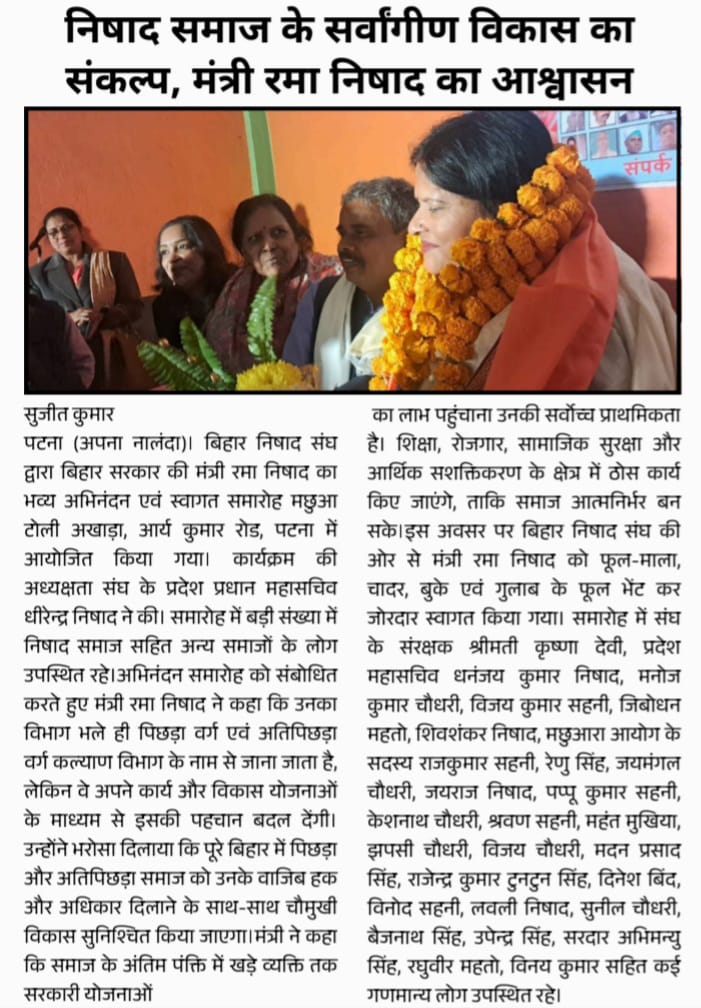 निषाद समाज के सर्वांगीण विकास का
संकल्प, मंत्री रमा निषाद का आश्वासन
संपर्क
सुजीत कुमार
पटना (अपना नालंदा)। बिहार निषाद संघ
द्वारा बिहार सरकार की मंत्री रमा निषाद का
भव्य अभिनंदन एवं स्वागत समारोह मछुआ
टोली अखाड़ा, आर्य कुमार रोड, पटना में
आयोजित किया गया। कार्यक्रम की
अध्यक्षता संघ के प्रदेश प्रधान महासचिव
धीरेन्द्र निषाद ने की। समारोह में बड़ी संख्या में
निषाद समाज सहित अन्य समाजों के लोग
उपस्थित रहे।अभिनंदन समारोह को संबोधित
करते हुए मंत्री रमा निषाद ने कहा कि उनका
विभाग भले ही पिछड़ा वर्ग एवं अतिपिछड़ा
वर्ग कल्याण विभाग के नाम से जाना जाता है,
लेकिन वे अपने कार्य और विकास योजनाओं
के माध्यम से इसकी पहचान बदल देंगी।
उन्होंने भरोसा दिलाया कि पूरे बिहार में पिछड़ा
और अतिपिछड़ा समाज को उनके वाजिब हक
और अधिकार दिलाने के साथ-साथ चौमुखी
विकास सुनिश्चित किया जाएगा।मंत्री ने कहा
कि समाज के अंतिम पंक्ति में खड़े व्यक्ति तक
सरकारी योजनाओं
का लाभ पहुंचाना उनकी सर्वोच्च प्राथमिकता
है। शिक्षा, रोजगार, सामाजिक सुरक्षा और
आर्थिक सशक्तिकरण के क्षेत्र में ठोस कार्य
किए जाएंगे, ताकि समाज आत्मनिर्भर बन
सके।इस अवसर पर बिहार निषाद संघ की
ओर से मंत्री रमा निषाद को फूल-माला,
चादर, बुके एवं गुलाब के फूल भेंट कर
जोरदार स्वागत किया गया। समारोह में संघ
के संरक्षक श्रीमती कृष्णा देवी, प्रदेश
महासचिव धनंजय कुमार निषाद, मनोज
कुमार चौधरी, विजय कुमार सहनी, जिबोधन
महतो, शिवशंकर निषाद, मछुआरा आयोग के
सदस्य राजकुमार सहनी, रेणु सिंह, जयमंगल
चौधरी, जयराज निषाद, पप्पू कुमार सहनी,
केशनाथ चौधरी, श्रवण सहनी, महंत मुखिया,
झपसी चौधरी, विजय चौधरी, मदन प्रसाद
सिंह, राजेन्द्र कुमार टुनटुन सिंह, दिनेश बिंद,
विनोद सहनी, लवली निषाद, सुनील चौधरी,
बैजनाथ सिंह, उपेन्द्र सिंह, सरदार अभिमन्यु
सिंह, रघुवीर महतो, विनय कुमार सहित कई
गणमान्य लोग उपस्थित रहे।